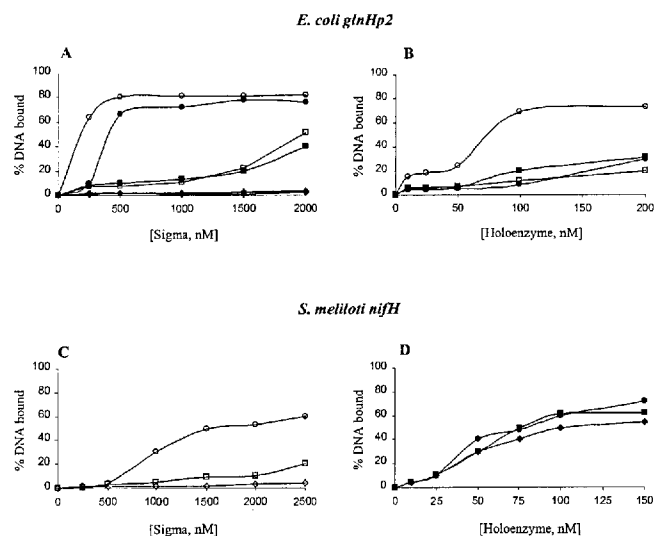 E. coli glnHp2
A
B
% DNA bound
100
80
60
40
20
0
0 500 1000 1500 2000
[Sigma, nM]
% DNA bound
100
80
60
40
20
0
0 50 100 150 200
[Holoenzyme, nM]
S. meliloti nifH
C
D
% DNA bound
100
80
60
40
20
0
0 500 1000 1500 2000 2500
[Sigma, nM]
% DNA bound
100
80
60
40
20
0
0 25 50 75 100 125 150
[Holoenzyme, nM]